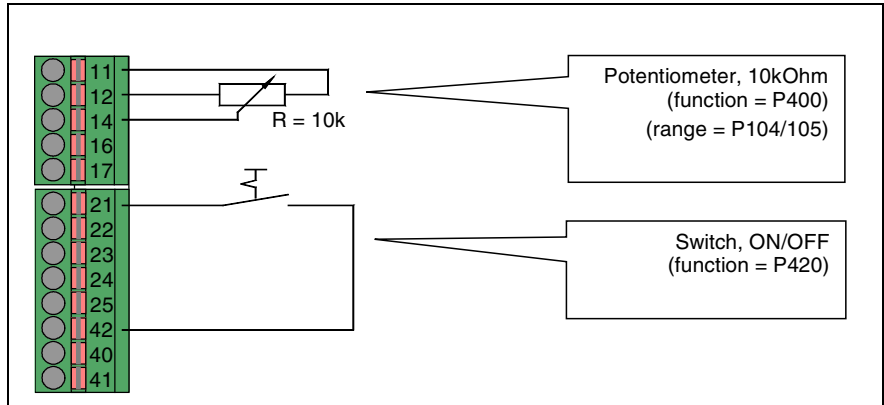 11
12
14
16
17
R = 10k
Potentiometer, 10kOhm
(function = P400)
(range = P104/105)
21
22
23
24
25
42
40
41
Switch, ON/OFF
(function = P420)